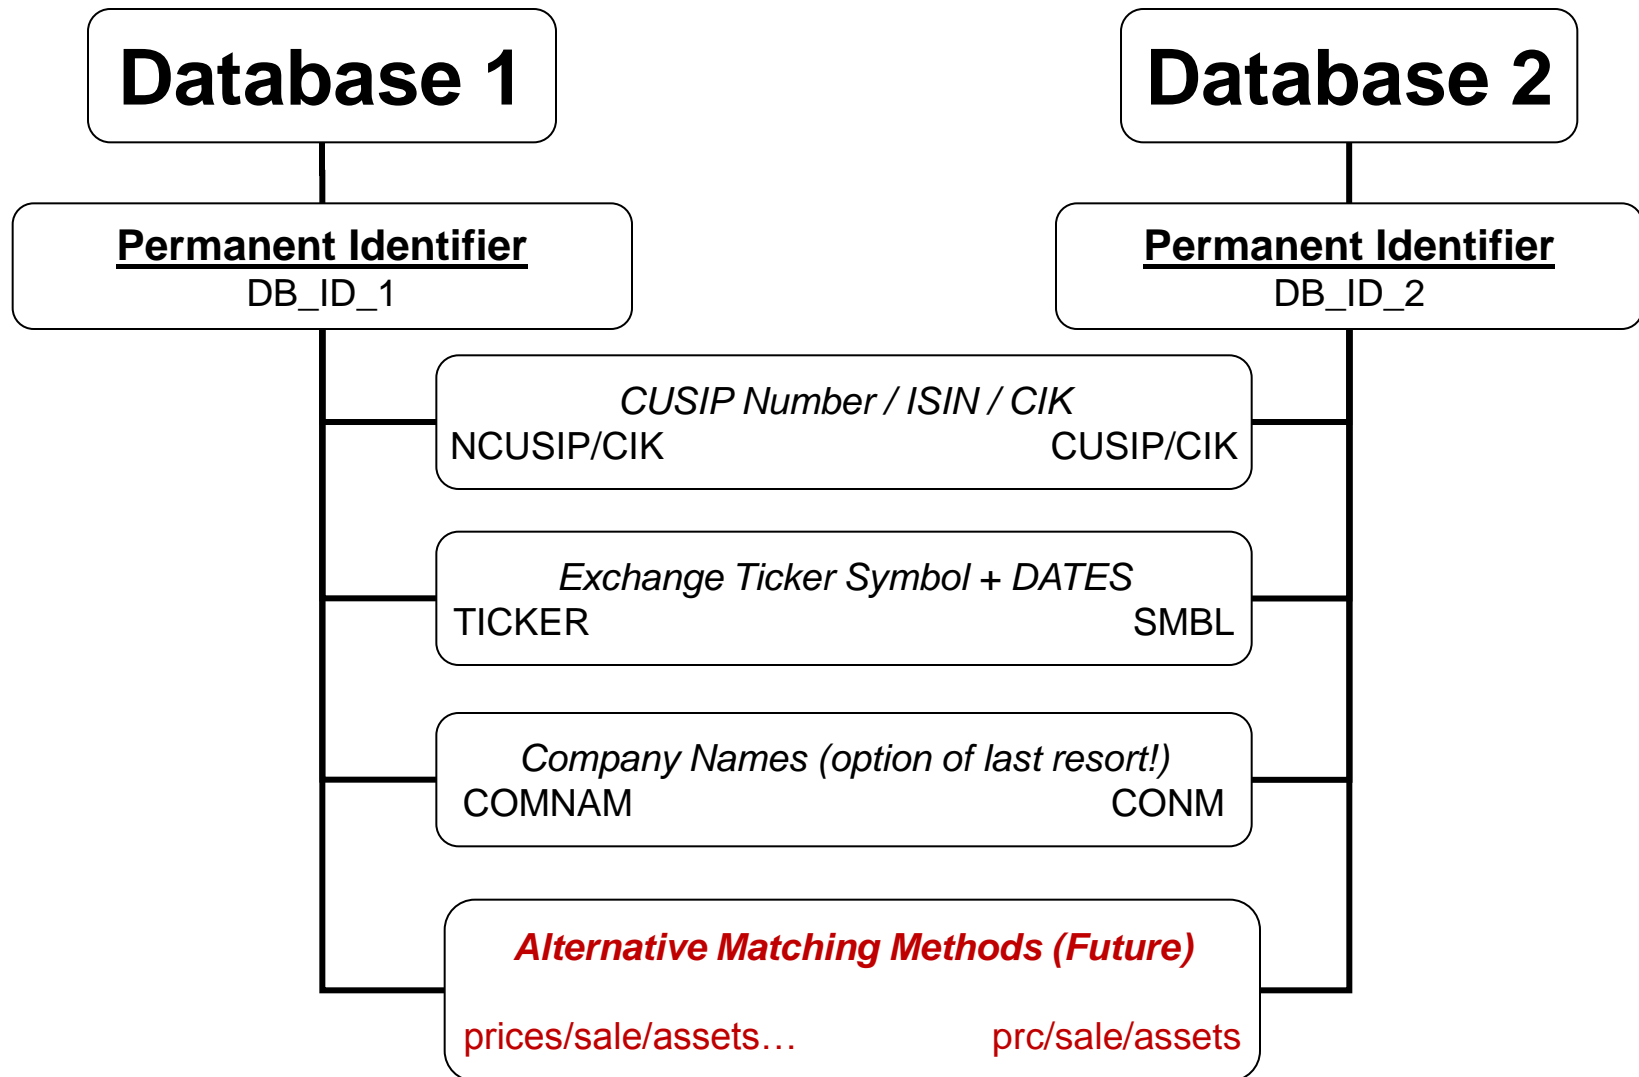 Database 1
Database 2
Permanent Identifier
DB_ID_1
Permanent Identifier
DB_ID_2
CUSIP Number / ISIN / CIK
NCUSIP/CIK CUSIP/CIK
Exchange Ticker Symbol + DATES
TICKER SMBL
Company Names (option of last resort!)
COMNAM CONM
Alternative Matching Methods (Future)
prices/sale/assets… prc/sale/assets